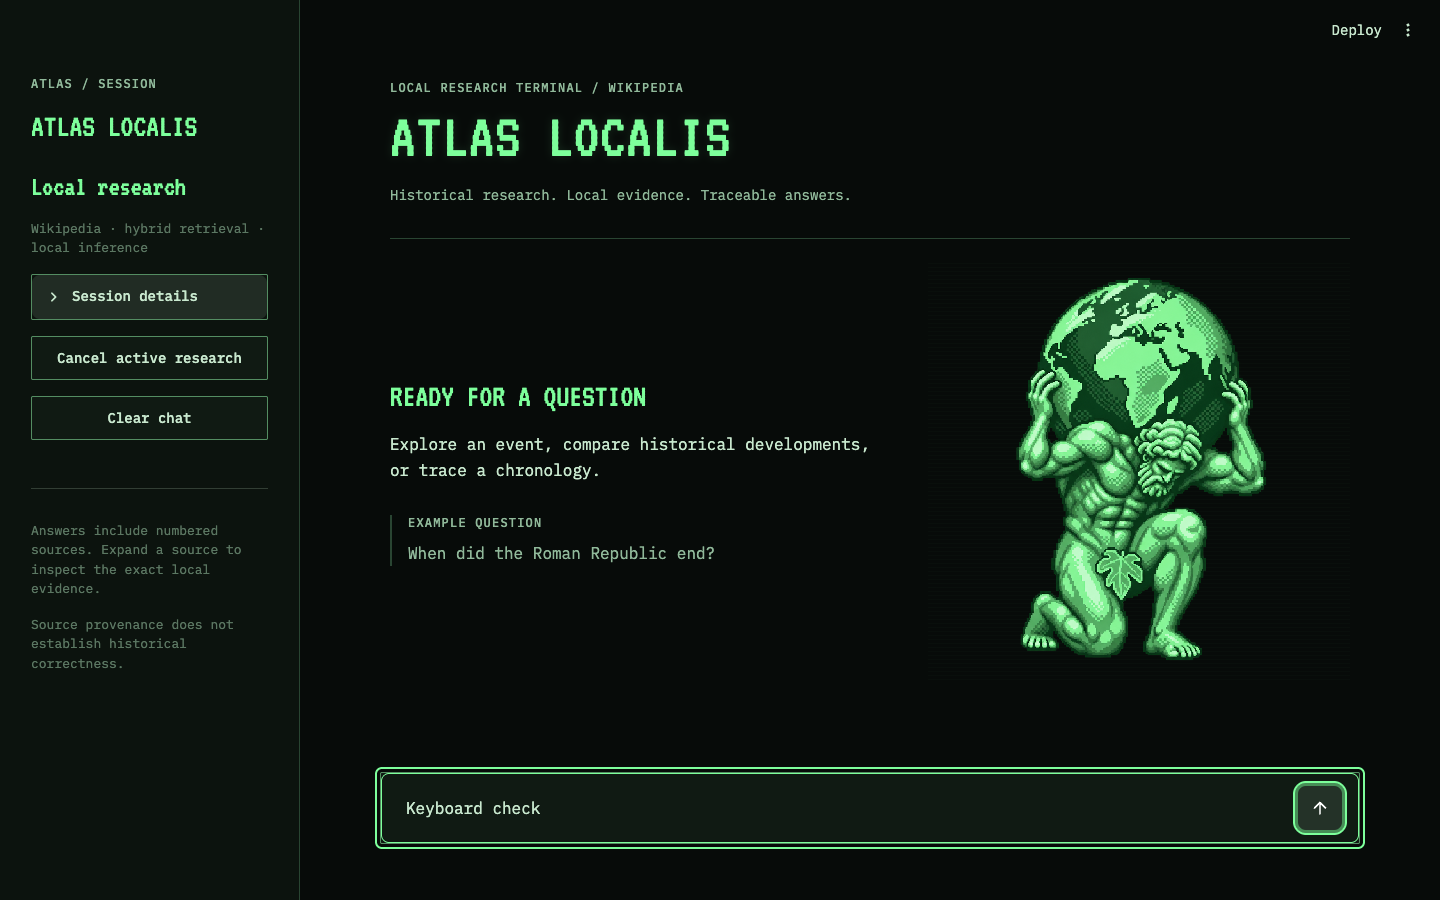 Deploy
ATLAS / SESSION
ATLAS LOCALIS
Local research
Wikipedia · hybrid retrieval ·
local inference
Session details
Cancel active research
Clear chat
Answers include numbered
sources. Expand a source to
inspect the exact local
evidence.
Source provenance does not
establish historical
correctness.
LOCAL RESEARCH TERMINAL / WIKIPEDIA
ATLAS LOCALIS
Historical research. Local evidence. Traceable answers.
READY FOR A QUESTION
Explore an event, compare historical developments,
or trace a chronology.
EXAMPLE QUESTION
When did the Roman Republic end?
Keyboard check